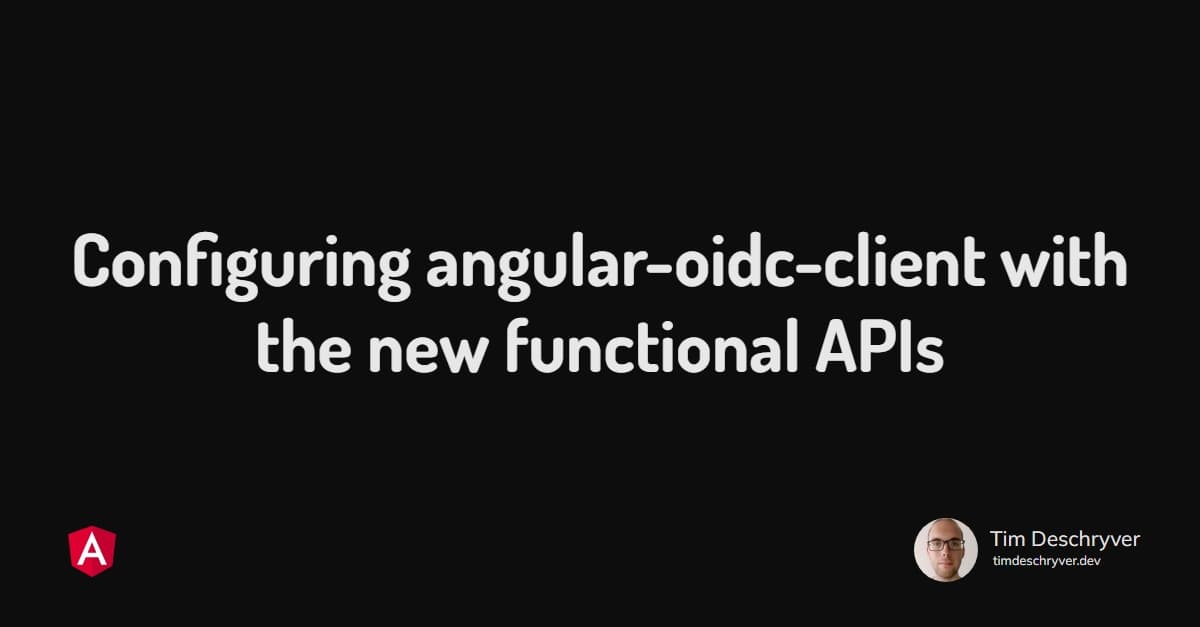 Configuring angular-oidc-client with
the new functional APIs
A
Tim Deschryver
timdeschryver.dev